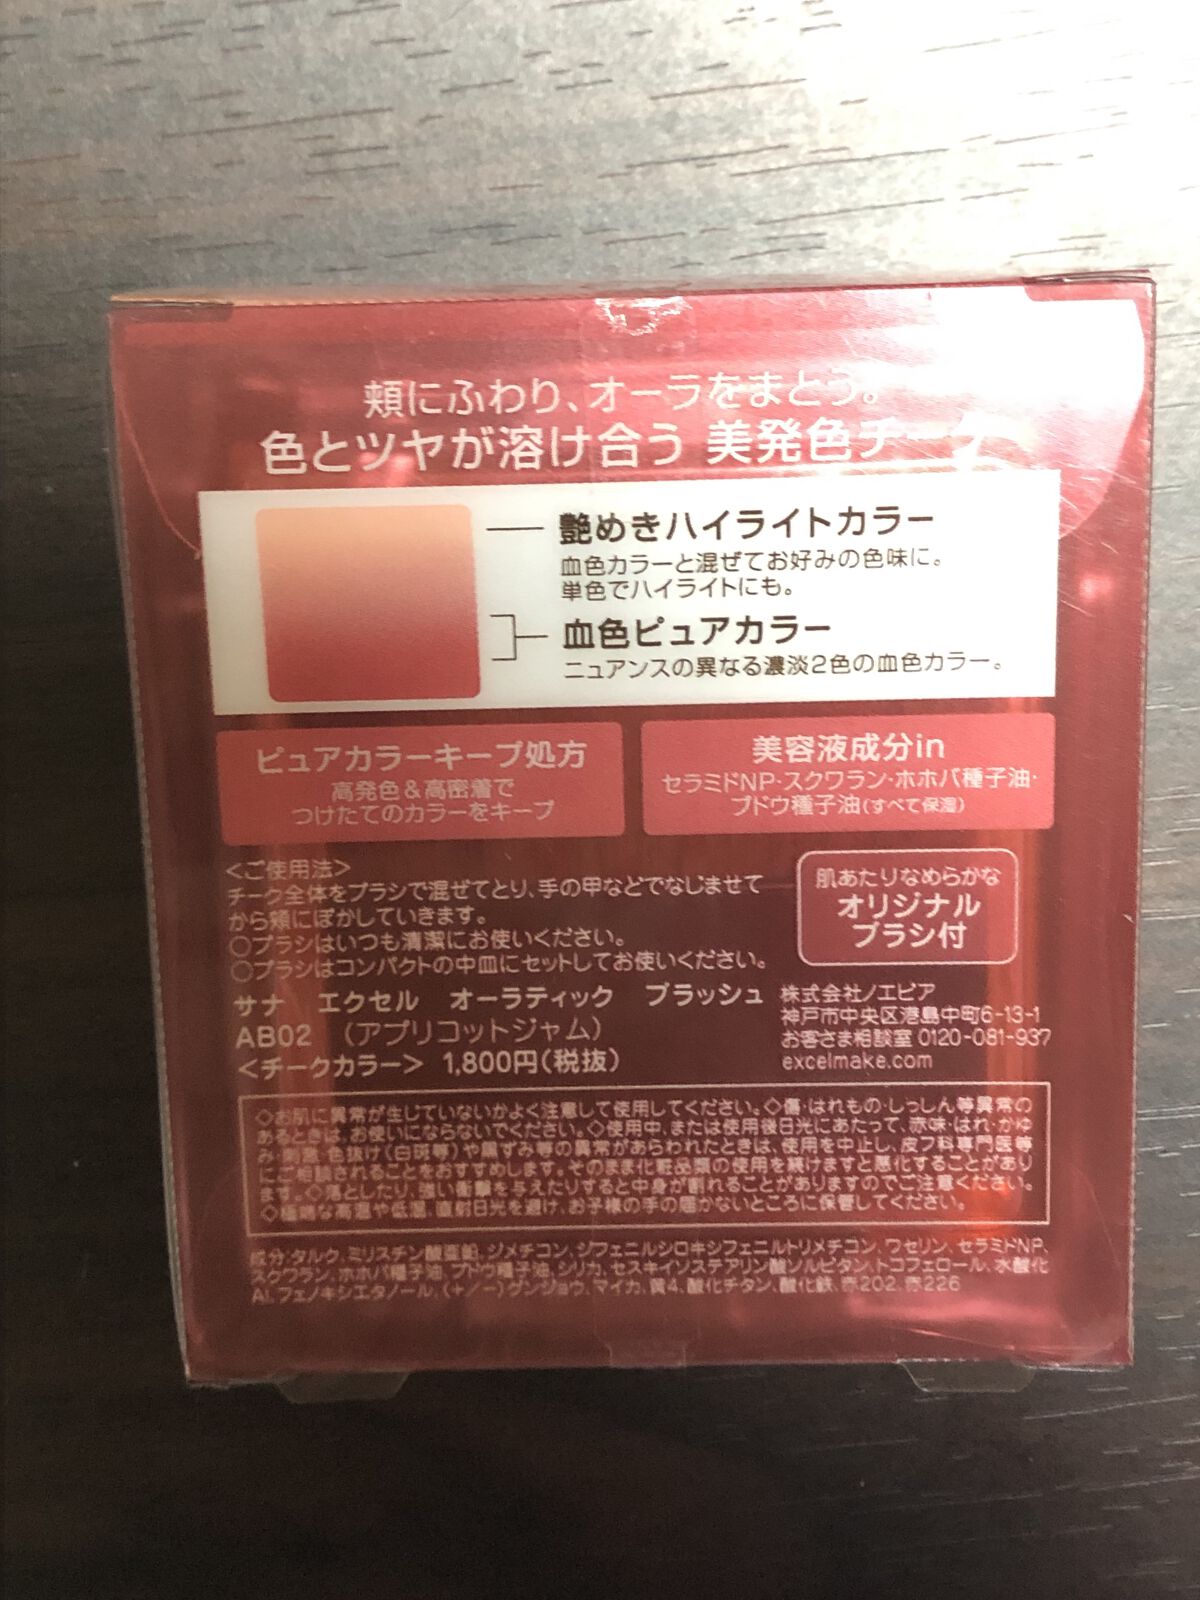 頬にふわり、オーラをまとう。
色とツヤが溶け合う 美発色チーク
艶めきハイライトカラー
血色カラーと混ぜてお好みの色味に。
単色でハイライトにも。
血色ピュアカラー
ニュアンスの異なる濃淡2色の血色カラー。
ピュアカラーキープ処方
高発色&高密着で
つけたてのカラーをキープ
美容液成分in
セラミドNP・スクワラン・ホホバ種子油・
ブドウ種子油(すべて保湿)
<ご使用法>
チーク全体をブラシで混ぜてとり、手の甲などでなじませて
から頬にぼかしていきます。
○ブラシはいつも清潔にお使いください。
○ブラシはコンパクトの中皿にセットしてお使いください。
肌あたりなめらかな
オリジナル
ブラシ付
サナ エクセル オーラティック ブラッシュ
AB02 (アプリコットジャム)
<チークカラー> 1,800円(税抜)
株式会社ノエビア
神戸市中央区港島中町6-13-1
お客さま相談室 0120-081-937
excelmake.com
◇お肌に異常が生じていないかよく注意して使用してください。◇傷・はれもの・しっしん等異常の
あるときは、お使いにならないでください。◇使用中、または使用後日光にあたって、赤味・はれ・かゆ
み・刺激・色抜け(白斑等)や黒ずみ等の異常があらわれたときは、使用を中止し、皮フ科専門医等
にご相談されることをおすすめします。そのまま化粧品類の使用を続けますと悪化することがあり
ます。◇落としたり、強い衝撃を与えたりすると中身が割れることがありますのでご注意ください。
◇極端な高温や低温、直射日光を避け、お子様の手の届かないところに保管してください。
成分:タルク、ミリスチン酸亜鉛、ジメチコン、ジフェニルシロキシフェニルトリメチコン、ワセリン、セラミドNP、
スクワラン、ホホバ種子油、ブドウ種子油、シリカ、セスキイソステアリン酸ソルビタン、トコフェロール、水酸化
Al、フェノキシエタノール、(+/-)グンジョウ、マイカ、黄4、酸化チタン、酸化鉄、赤202、赤226